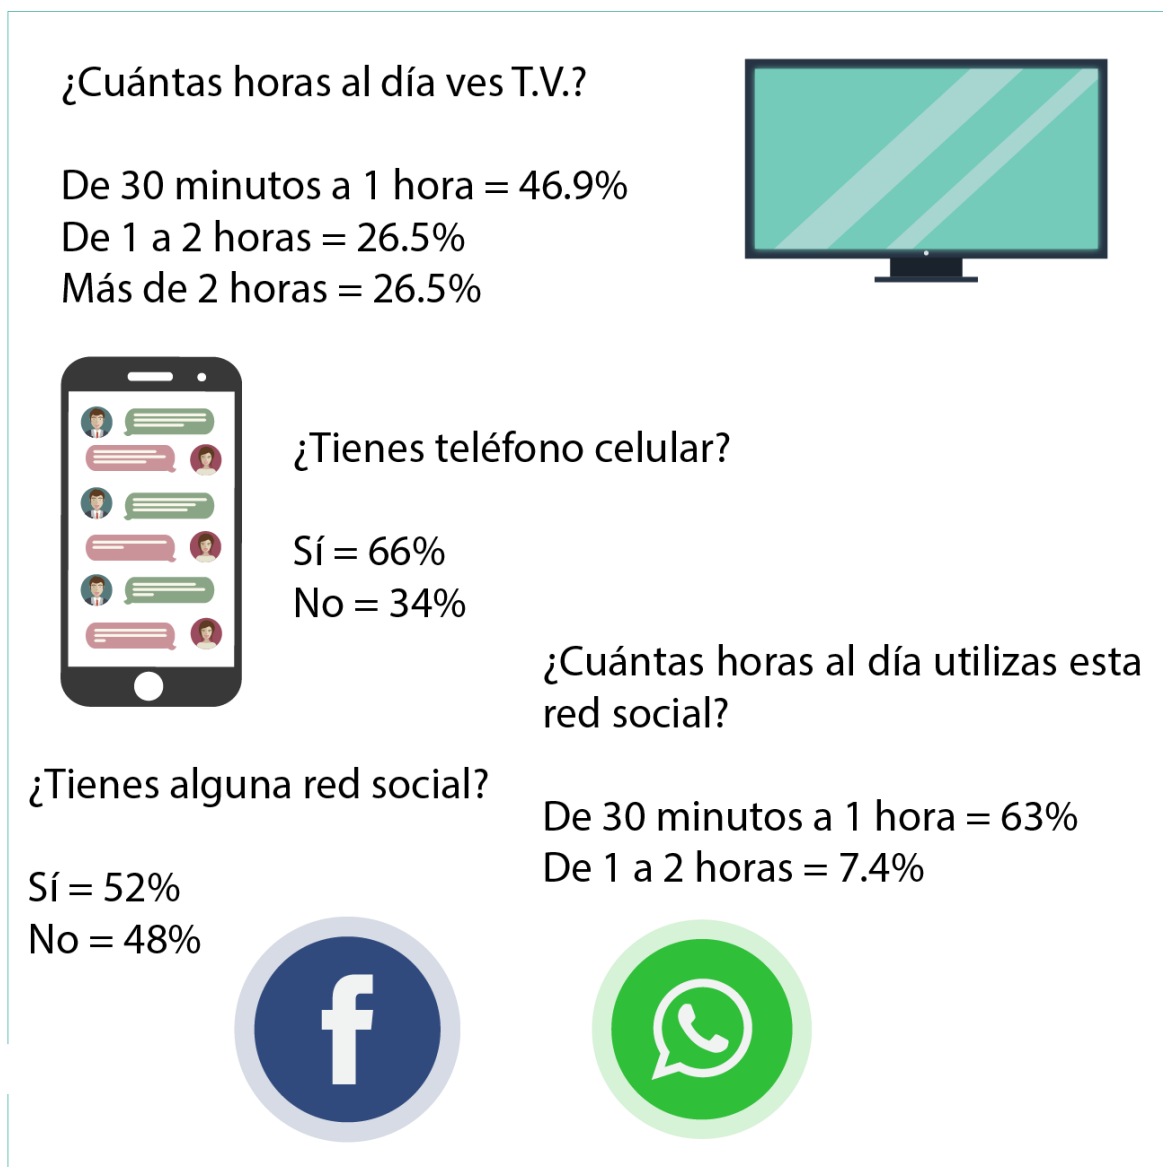 ¿Cuántas horas al día ves T.V.?
De 30 minutos a 1 hora = 46.9%
De 1 a 2 horas = 26.5%
Más de 2 horas = 26.5%
¿Tienes teléfono celular?
Sí = 66%
No = 34%
¿Cuántas horas al día utilizas esta
red social?
De 30 minutos a 1 hora = 63%
De 1 a 2 horas = 7.4%
¿Tienes alguna red social?
Sí = 52%
No = 48%
f